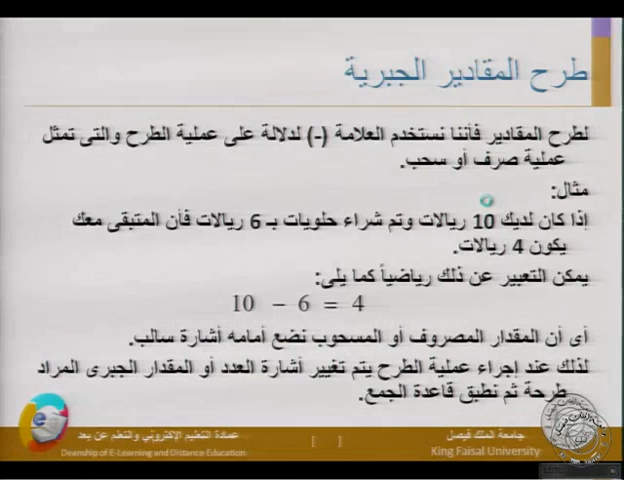 طرح المقادير الجبرية
لطرح المقادير فأننا نستخدم العلامة (-) لدلالة على عملية الطرح والتى تمثل
عملية صرف أو سحب.
مثال:
إذا كان لديك 10 ريالات وتم شراء حلويات بـ 6 ريالات فأن المتبقى معك
يكون 4 ريالات.
يمكن التعبير عن ذلك رياضياً كما يلى:
10 - 6 = 4
أى أن المقدار المصروف أو المسحوب نضع أمامه أشارة سالب.
لذلك عند إجراء عملية الطرح يتم تغيير أشارة العدد أو المقدار الجبرى المراد
طرحة ثم نطبق قاعدة الجمع.
جامعة الملك فيصل
[ ]
عمادة التعليم الإلكتروني والتعلم عن بعد
King Faisal University
Deanship of E-Learning and Distance Education